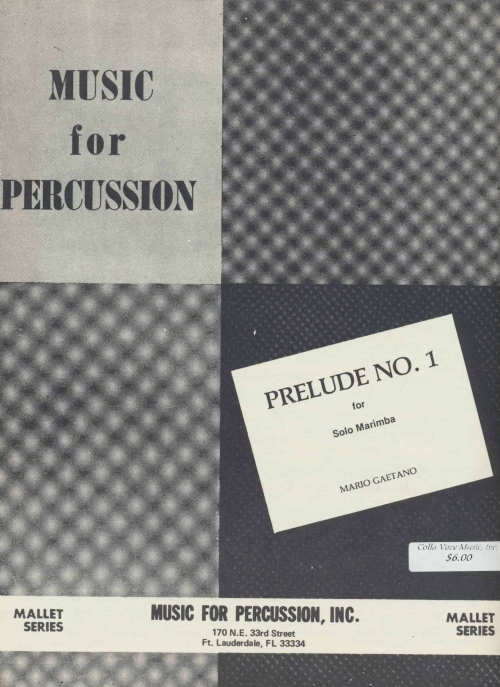 MUSIC
for
PERCUSSION
PRELUDE NO. 1
for
Solo Marimba
MARIO GAETANO
Colla Voce Music, Inc
$6.00
MALLET
SERIES
MUSIC FOR PERCUSSION, INC.
170 N.E. 33rd Street
Ft. Lauderdale, FL 33334
MALLET
SERIES